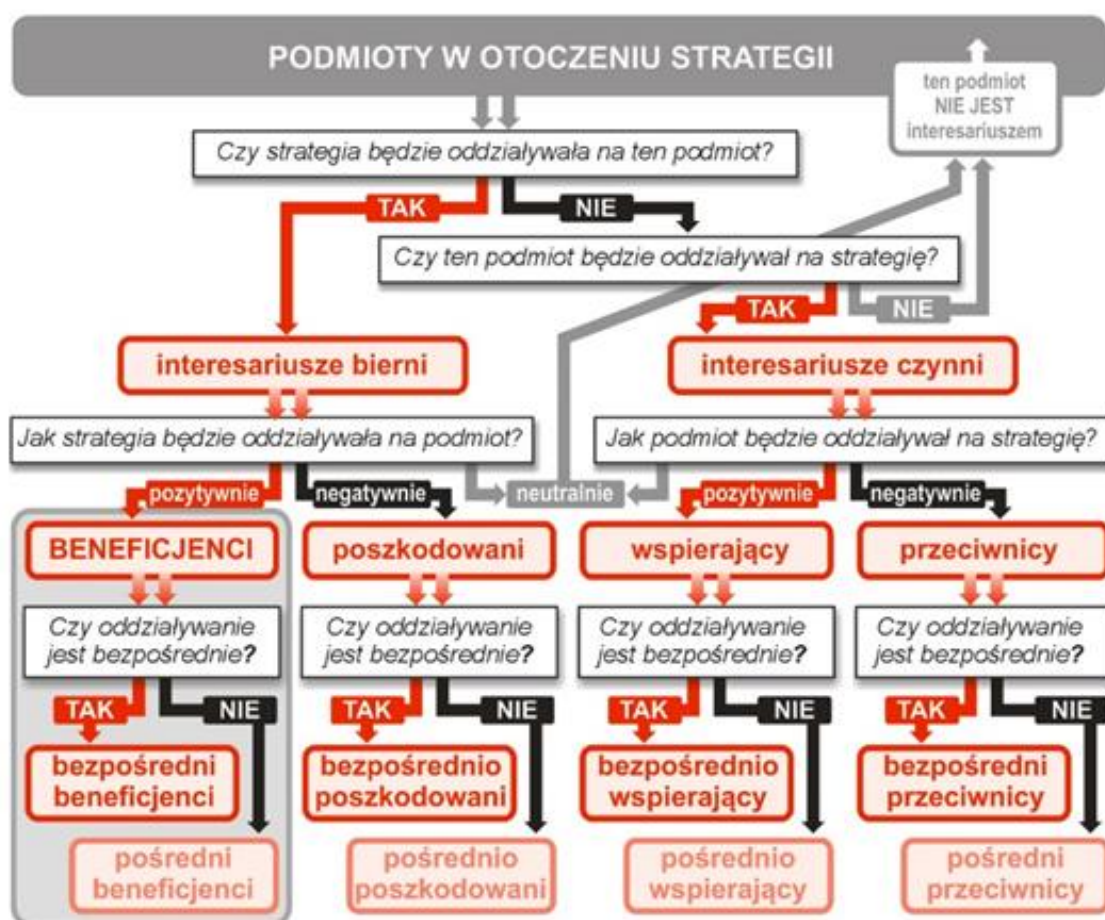 PODMIOTY W OTOCZENIU STRATEGII
ten podmiot
NIE JEST
interesariuszem
Czy strategia będzie oddziaływała na ten podmiot?
TAK
NIE
Czy ten podmiot będzie oddziaływał na strategię?
TAK
NIE
interesariusze bierni
interesariusze czynni
Jak strategia będzie oddziaływała na podmiot?
Jak podmiot będzie oddziaływał na strategię?
pozytywnie
negatywnie
neutralnie
pozytywnie
negatywnie
BENEFICJENCI
poszkodowani
wspierający
przeciwnicy
Czy oddziaływanie
jest bezpośrednie?
Czy oddziaływanie
jest bezpośrednie?
Czy oddziaływanie
jest bezpośrednie?
Czy oddziaływanie
jest bezpośrednie?
TAK
NIE
TAK
NIE
TAK
NIE
TAK
NIE
bezpośredni
beneficjenci
bezpośrednio
poszkodowani
bezpośrednio
wspierający
bezpośredni
przeciwnicy
pośredni
beneficjenci
pośrednio
poszkodowani
pośrednio
wspierający
pośredni
przeciwnicy